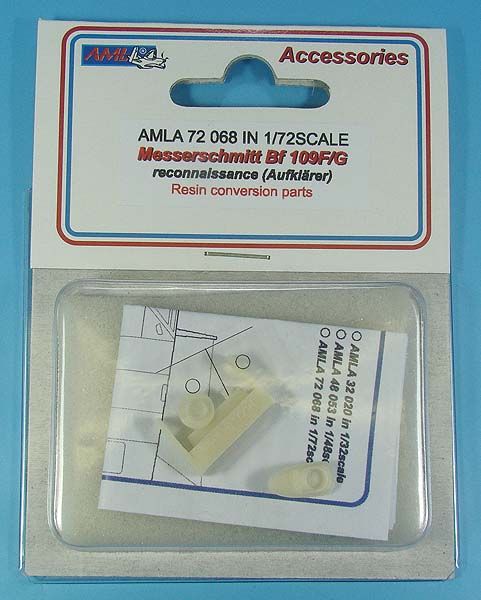 AML
Accessories
AMLA 72 068 IN 1/72SCALE
Messerschmitt Bf 109F/G
reconnaissance (Aufklärer)
Resin conversion parts
AMLA 32 020 in 1/32scale
AMLA 48 053 in 1/48sc
AMLA 72 068 in 1/72sc